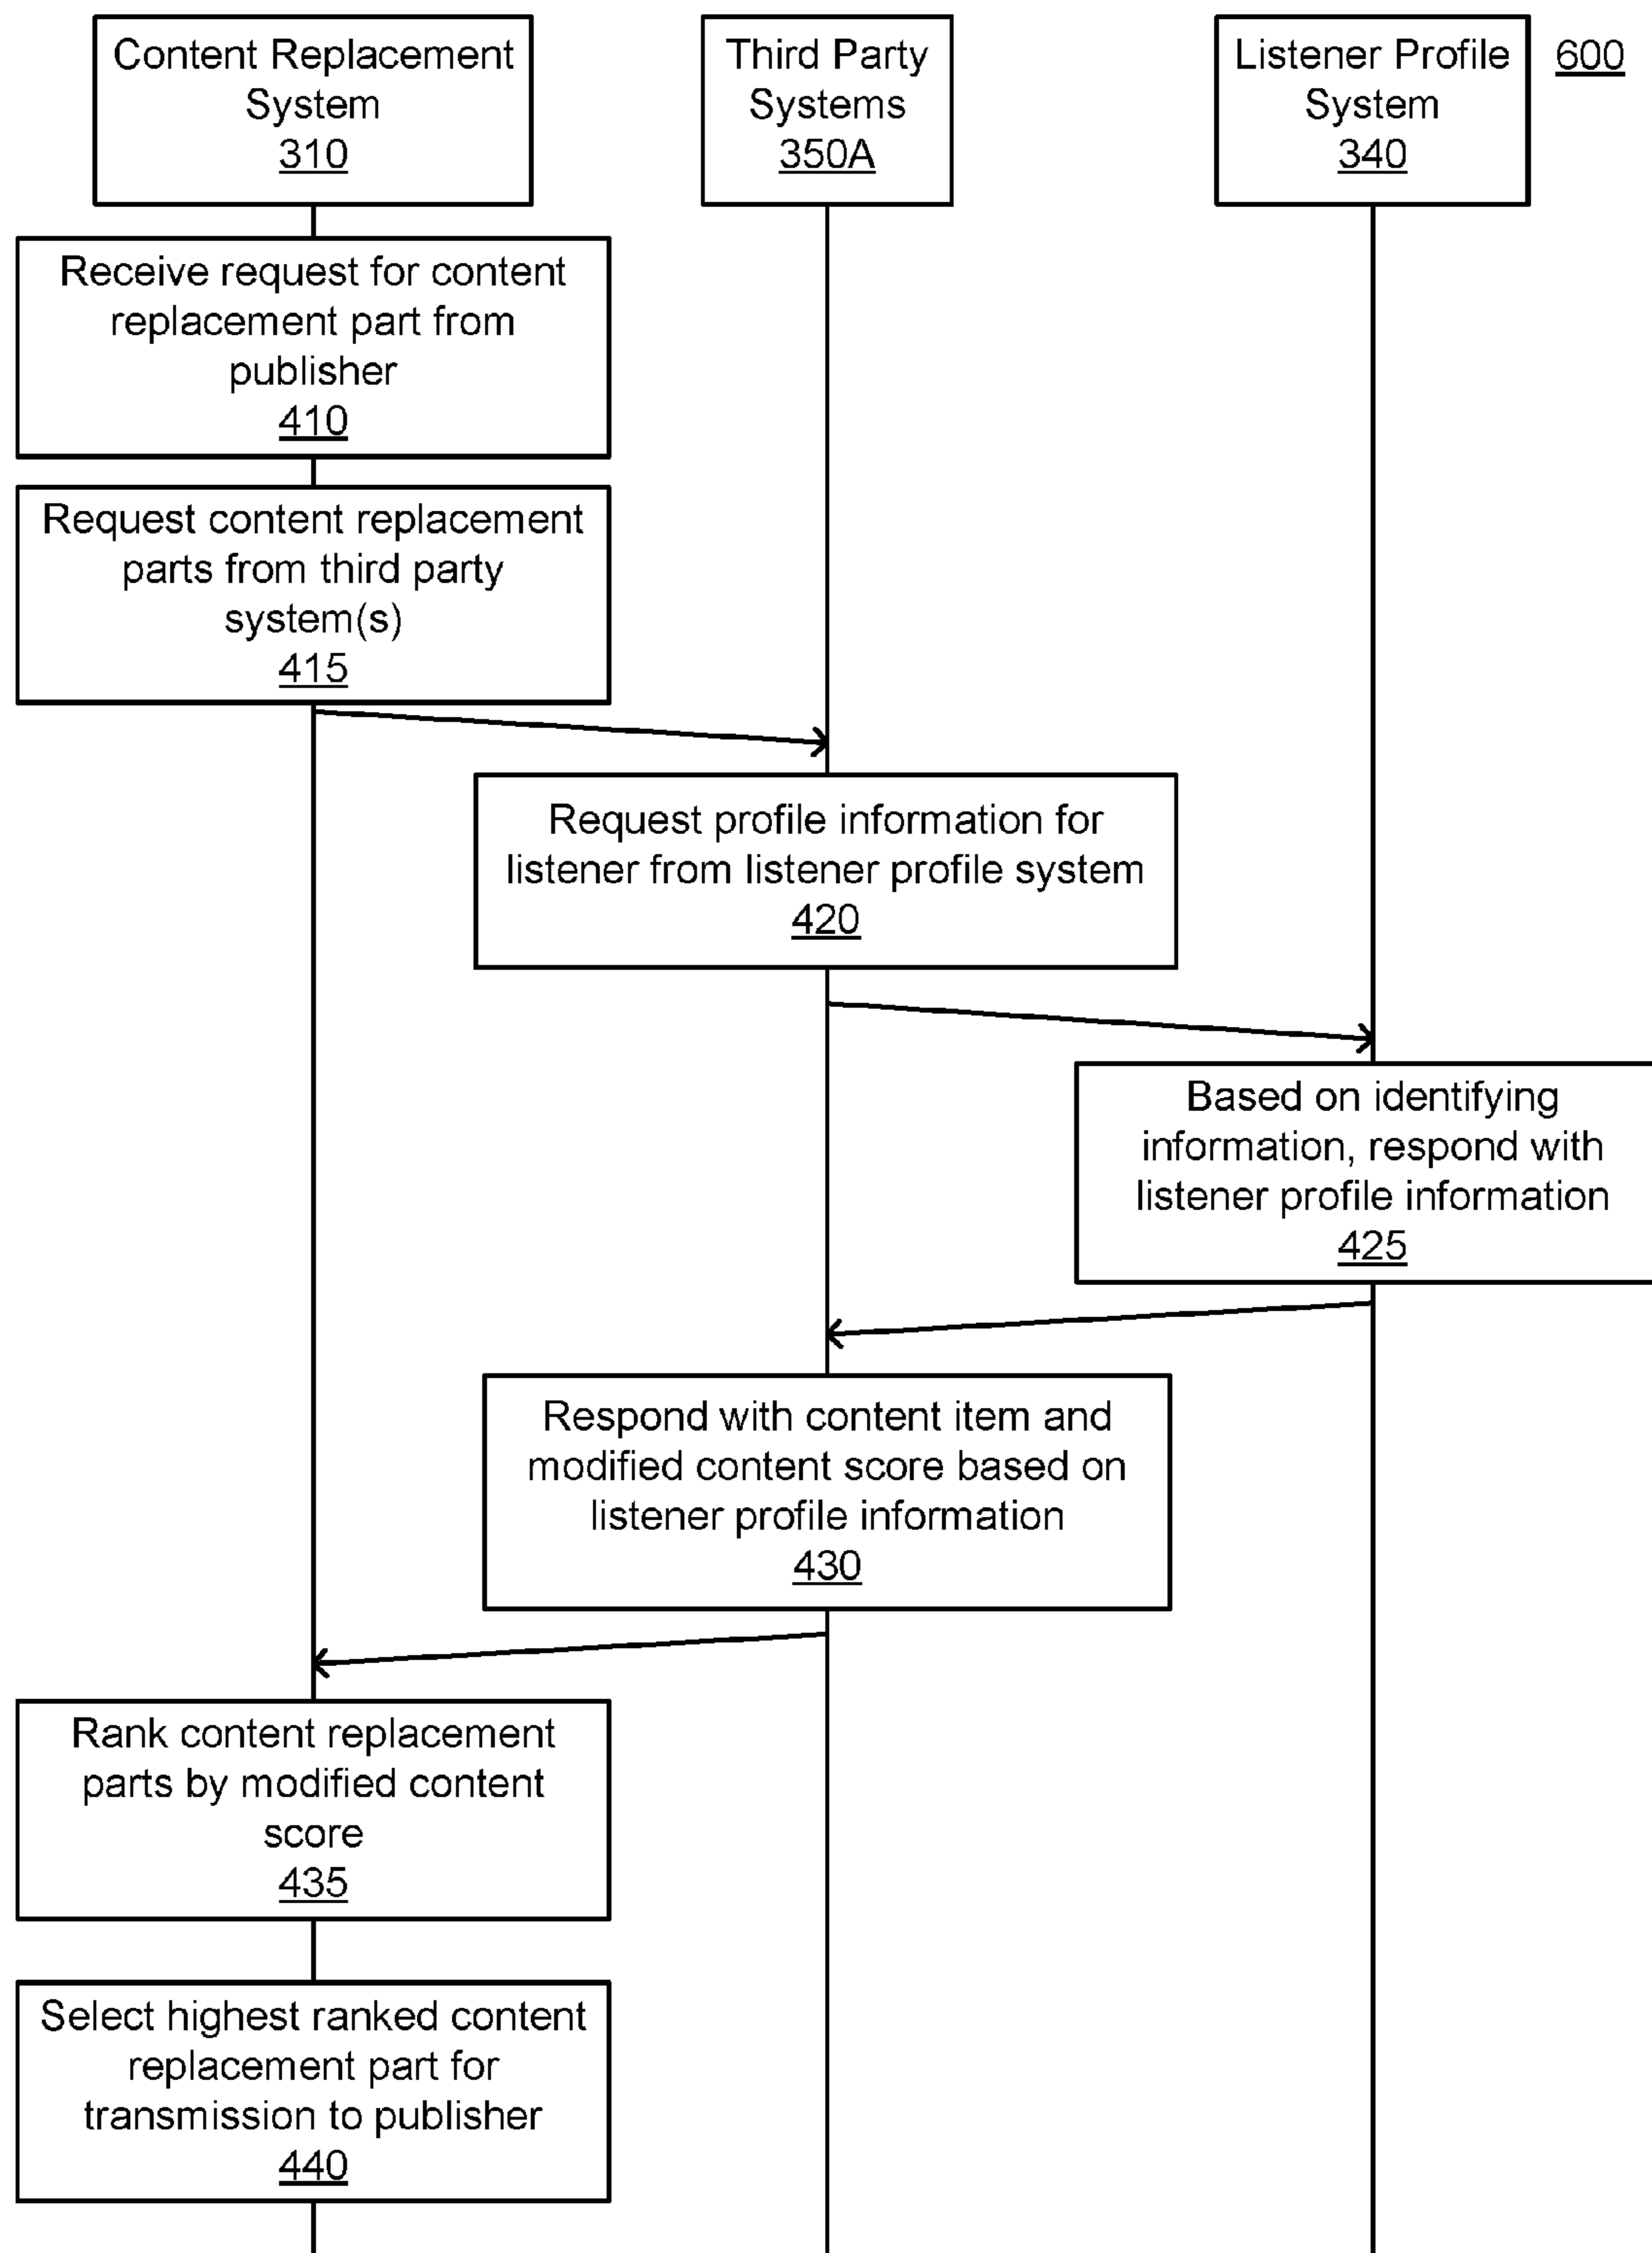 Content Replacement
System
310
Third Party
Systems
350A
Listener Profile
System
340
600
Receive request for content
replacement part from
publisher
410
Request content replacement
parts from third party
system(s)
415
Request profile information for
listener from listener profile system
420
Based on identifying
information, respond with
listener profile information
425
Respond with content item and
modified content score based on
listener profile information
430
Rank content replacement
parts by modified content
score
435
Select highest ranked content
replacement part for
transmission to publisher
440